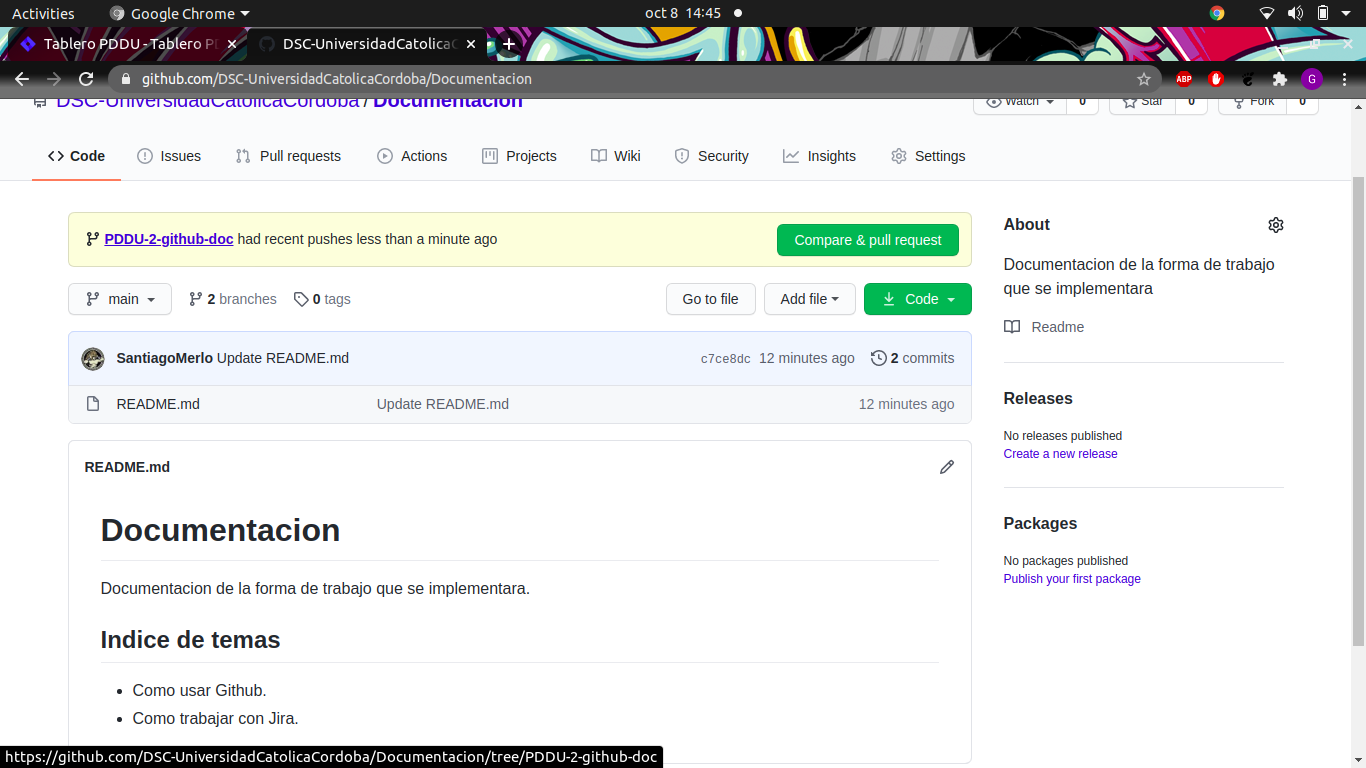 Activities Google Chrome oct 8 14:45
Tablero PDDU - Tablero PD DSC-UniversidadCatolicaC
github.com/DSC-UniversidadCatolicaCordoba/Documentacion ABP G
DSC-UniversidadCatolicaCordoba / Documentacion Watch 0 Star 0 Fork 0
Code Issues Pull requests Actions Projects Wiki Security Insights Settings
PDDU-2-github-doc had recent pushes less than a minute ago Compare & pull request
main 2 branches 0 tags Go to file Add file Code
SantiagoMerlo Update README.md c7ce8dc 12 minutes ago 2 commits
README.md Update README.md 12 minutes ago
README.md
Documentacion
Documentacion de la forma de trabajo que se implementara.
Indice de temas
Como usar Github.
Como trabajar con Jira.
About
Documentacion de la forma de trabajo
que se implementara
Readme
Releases
No releases published
Create a new release
Packages
No packages published
Publish your first package
https://github.com/DSC-UniversidadCatolicaCordoba/Documentacion/tree/PDDU-2-github-doc